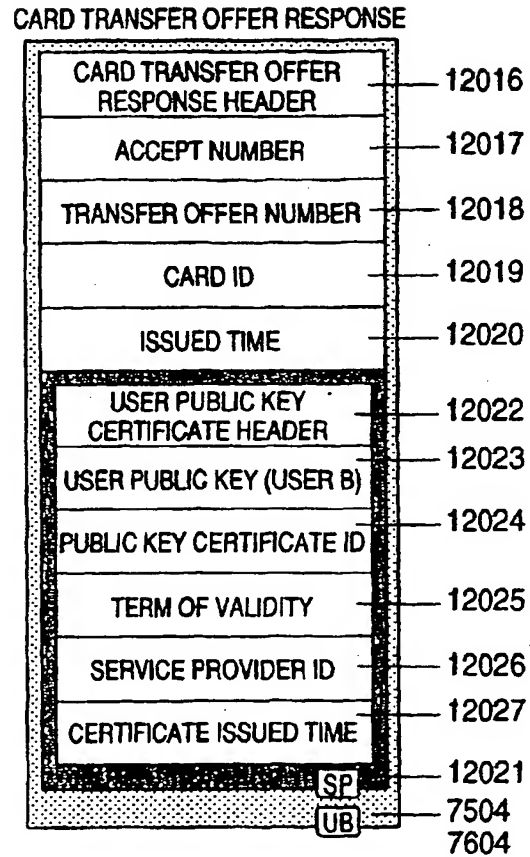 CARD TRANSFER OFFER RESPONSE
CARD TRANSFER OFFER
RESPONSE HEADER
12016
ACCEPT NUMBER
12017
TRANSFER OFFER NUMBER
12018
CARD ID
12019
ISSUED TIME
12020
USER PUBLIC KEY
CERTIFICATE HEADER
12022
USER PUBLIC KEY (USER B)
12023
PUBLIC KEY CERTIFICATE ID
12024
TERM OF VALIDITY
12025
SERVICE PROVIDER ID
12026
CERTIFICATE ISSUED TIME
12027
SP
12021
UB
7504
7604